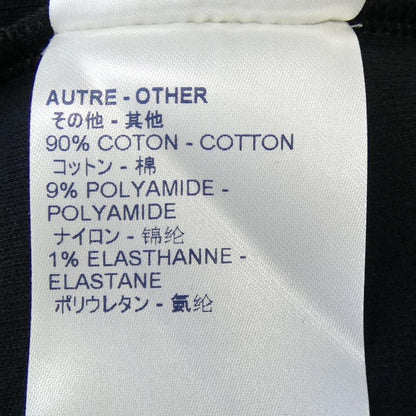 AUTRE - OTHER
その他 - 其他
90% COTON - COTTON
コットン - 棉
9% POLYAMIDE -
POLYAMIDE
ナイロン - 锦纶
1% ELASTHANNE -
ELASTANE
ポリウレタン - 氨纶